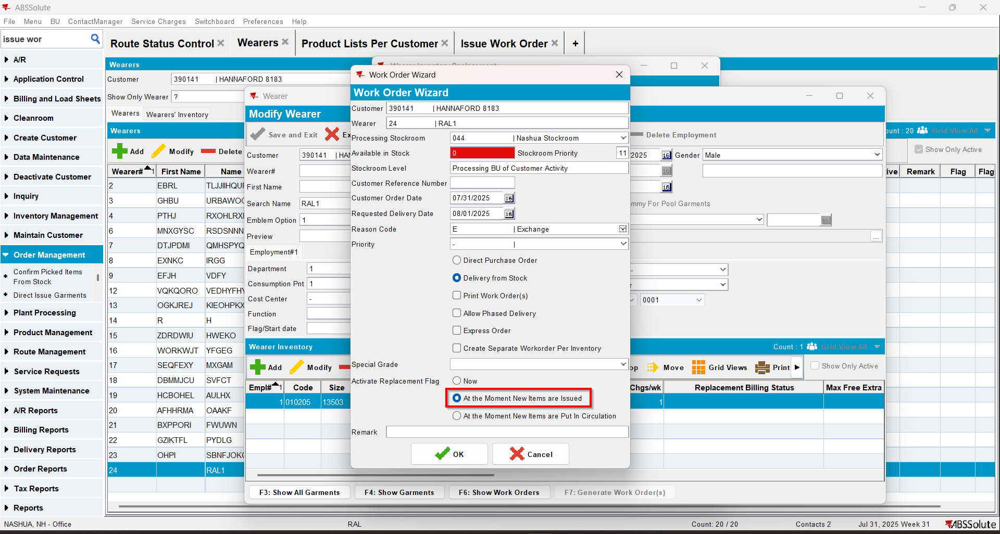 ABSSolute
File Menu BU ContactManager Service Charges Switchboard Preferences Help
issue wor
Route Status Control
Wearers
Product Lists Per Customer
Issue Work Order
+
A/R
Application Control
Billing and Load Sheets
Cleanroom
Create Customer
Data Maintenance
Deactivate Customer
Inquiry
Inventory Management
Maintain Customer
Order Management
Confirm Picked Items
From Stock
Direct Issue Garments
Plant Processing
Product Management
Route Management
Service Requests
System Maintenance
A/R Reports
Billing Reports
Delivery Reports
Order Reports
Tax Reports
Reports
Wearers
Customer 390141 | HANNAFORD 8183
Show Only Wearer ?
Wearers Wearers' Inventory
Wearers
ount : 20 Grid View All
Add Modify Delete
Show Only Active
Wearer# 1 First Name Name
ive Remark Flag Flag
2 EBRL TLJJIIHQUF
3 GHBU URBAWOC
4 PTHJ RXOHLRXI
6 MNXGYSC RSDSNNN
7 DTJPDMI QMHSPYQ
8 EXNKC IRGG
9 EFJH VDFY
12 VQKQORO VEDHYFHY
13 OGKJREJ KIEOHPKX
14 R H
15 ZDRDWIU HWEKO
16 WORKWJT YFGEG
17 SEQFEXY MXGAM
18 DBMMJCU SVFCT
19 HCBOHEL AULHX
20 AFHHRMA OAAKF
21 BXPPORI FWUWN
22 GZIKTFL PYDLG
23 OHPI SBNFJOKC
24 RAL1
Wearer
Modify Wearer
Save and Exit Ex
Delete Employment
Customer 390141 | HAN
2025 16 Gender Male
Wearer#
16
First Name
16
Search Name RAL1
mmy For Pool Garments
Emblem Option 1
16
Preview
...
Employment#1
Department 1
-
Consumption Pnt 1
r
Cost Center -
0001
Function
Flag/Start date
Wearer Inventory
Count : 1 Grid View All
Add Modify
op Move Grid Views Print
Show Only Active
Empl# 1 Code Size
Chgs/wk Replacement Billing Status Max Free Extra
1 010205 13503
1
F3: Show All Garments F4: Show Garments F6: Show Work Orders F7: Generate Work Order(s)
Wearer Inventory Replacement
Work Order Wizard
Work Order Wizard
Customer 390141 | HANNAFORD 8183
Wearer 24 | RAL1
Processing Stockroom 044 | Nashua Stockroom
Available in Stock 0 Stockroom Priority 11
Stockroom Level Processing BU of Customer Activity
Customer Reference Number
Customer Order Date 07/31/2025 16
Requested Delivery Date 08/01/2025 16
Reason Code E | Exchange
Priority - |
Direct Purchase Order
Delivery from Stock
Print Work Order(s)
Allow Phased Delivery
Express Order
Create Separate Workorder Per Inventory
Special Grade
Activate Replacement Flag Now
At the Moment New Items are Issued
At the Moment New Items are Put In Circulation
Remark
OK Cancel
NASHUA, NH - Office RAL Count: 20 / 20 Contacts 2 Jul 31, 2025 Week 31 ABSSolute